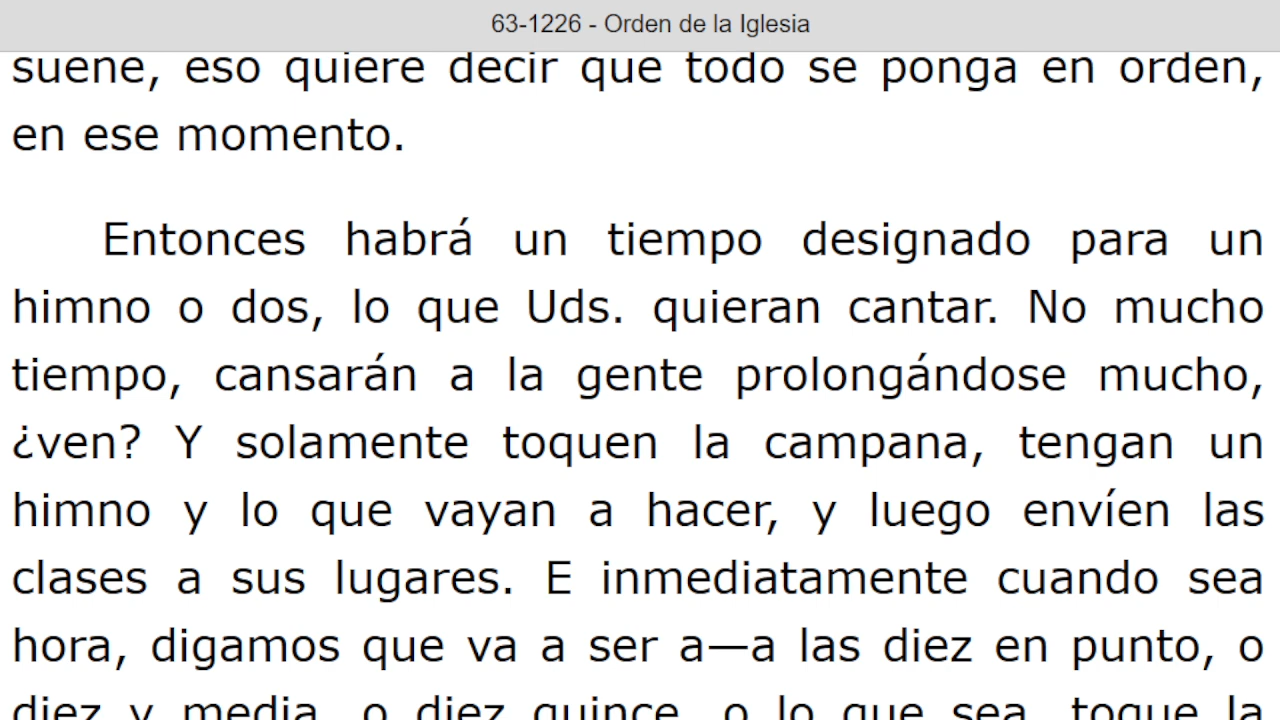 63-1226 - Orden de la Iglesia
suene, eso quiere decir que todo se ponga en orden,
en ese momento.
Entonces habrá un tiempo designado para un
himno o dos, lo que Uds. quieran cantar. No mucho
tiempo, cansarán a la gente prolongándose mucho,
¿ven? Y solamente toquen la campana, tengan un
himno y lo que vayan a hacer, y luego envíen las
clases a sus lugares. E inmediatamente cuando sea
hora, digamos que va a ser a—a las diez en punto, o
diez y media, o diez quince, o lo que sea, toque la